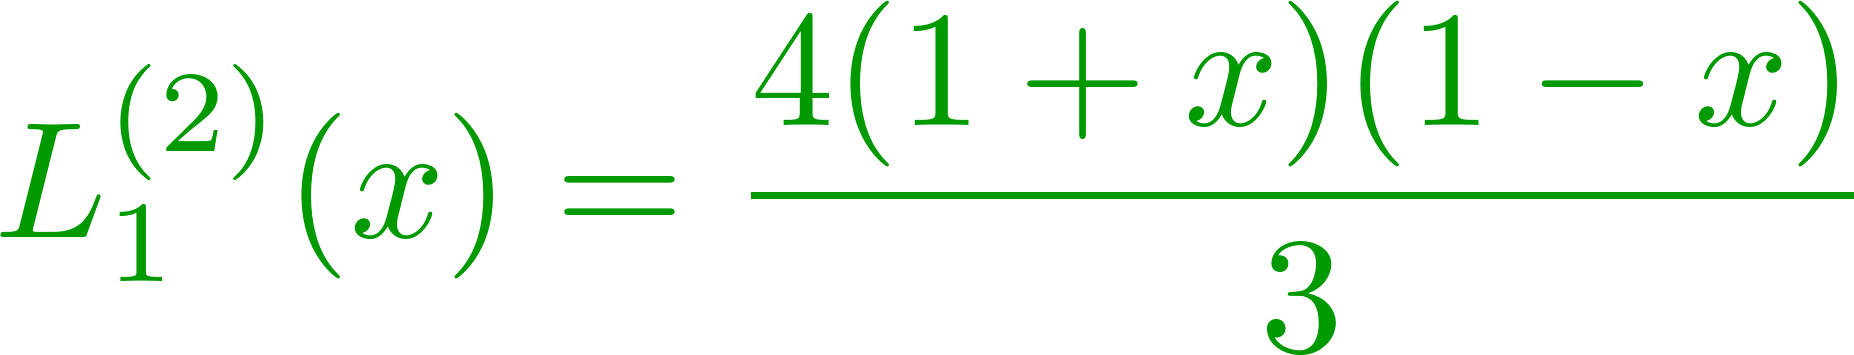 $L_1^{(2)}(x) = \frac{4(1+x)(1-x)}{3}$